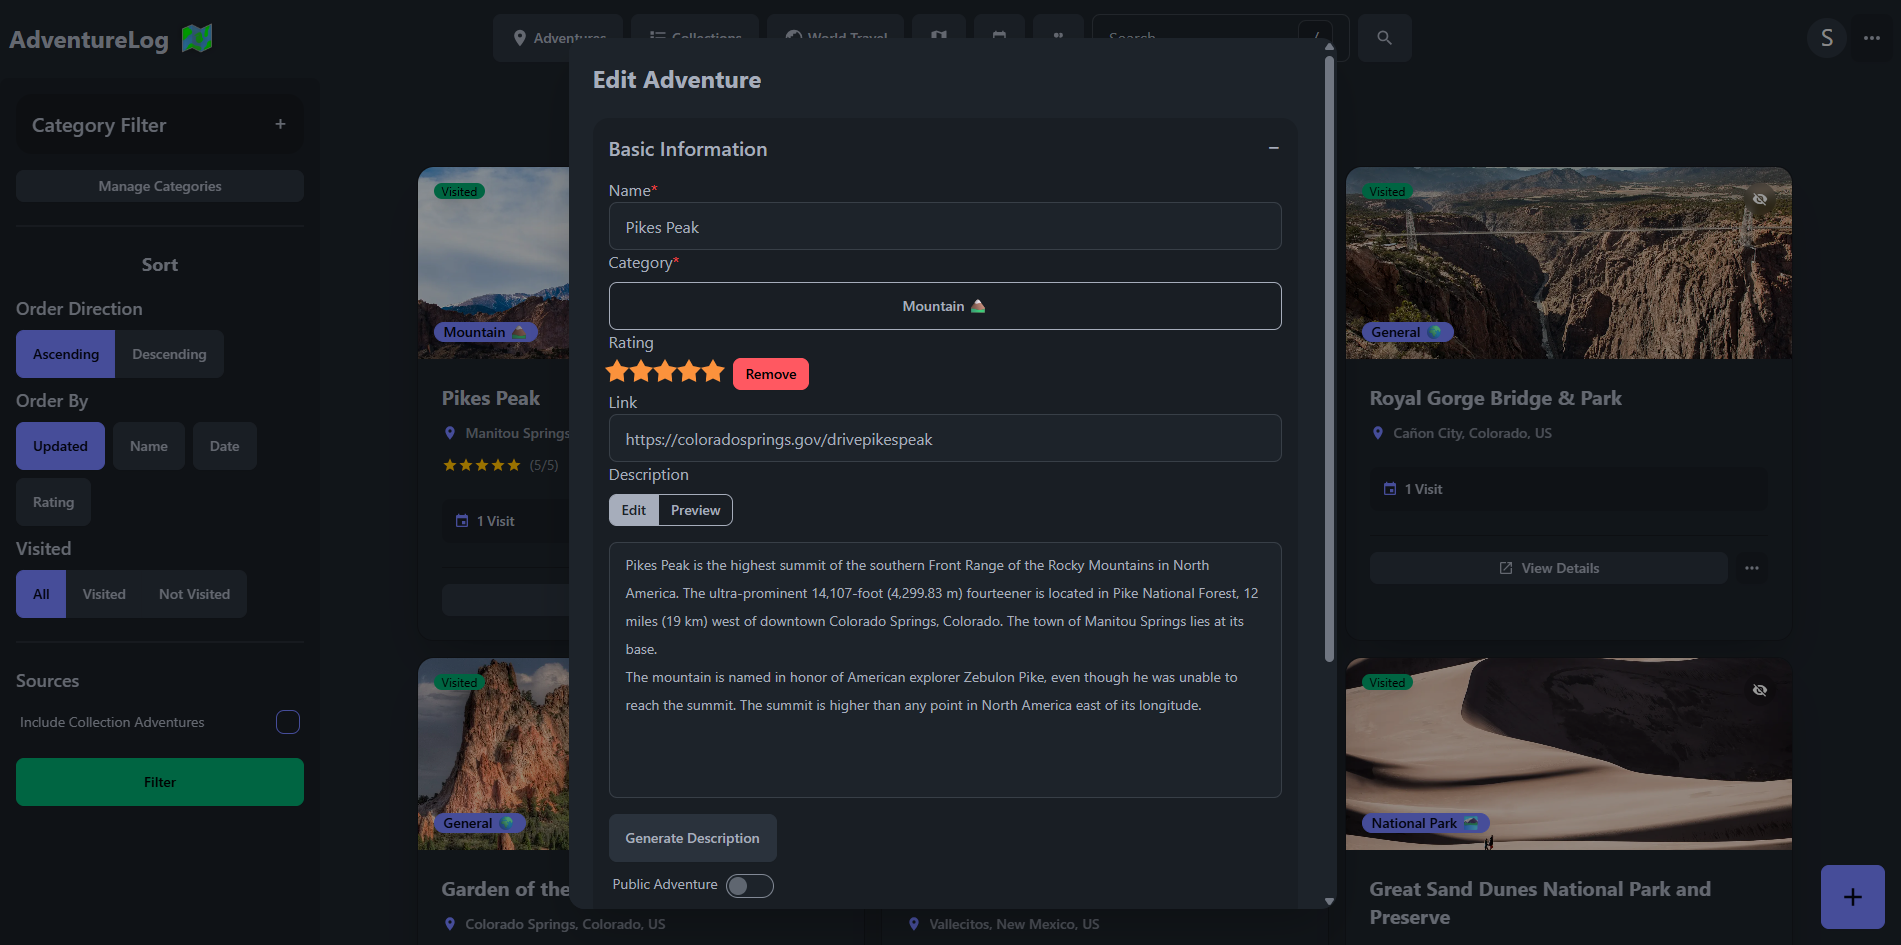 AdventureLog
Adventures
Collections
World Travel
Search
/
S
Category Filter
+
Manage Categories
Sort
Order Direction
Ascending
Descending
Order By
Updated
Name
Date
Rating
Visited
All
Visited
Not Visited
Sources
Include Collection Adventures
Filter
Visited
Mountain
Pikes Peak
Manitou Springs
(5/5)
1 Visit
Visited
General
Garden of the
Colorado Springs, Colorado, US
Edit Adventure
Basic Information
Name*
Pikes Peak
Category*
Mountain
Rating
Remove
Link
https://coloradosprings.gov/drivepikespeak
Description
Edit
Preview
Pikes Peak is the highest summit of the southern Front Range of the Rocky Mountains in North
America. The ultra-prominent 14,107-foot (4,299.83 m) fourteener is located in Pike National Forest, 12
miles (19 km) west of downtown Colorado Springs, Colorado. The town of Manitou Springs lies at its
base.
The mountain is named in honor of American explorer Zebulon Pike, even though he was unable to
reach the summit. The summit is higher than any point in North America east of its longitude.
Generate Description
Public Adventure
Vallecitos, New Mexico, US
Visited
General
Royal Gorge Bridge & Park
Cañon City, Colorado, US
1 Visit
View Details
Visited
National Park
Great Sand Dunes National Park and
Preserve
+